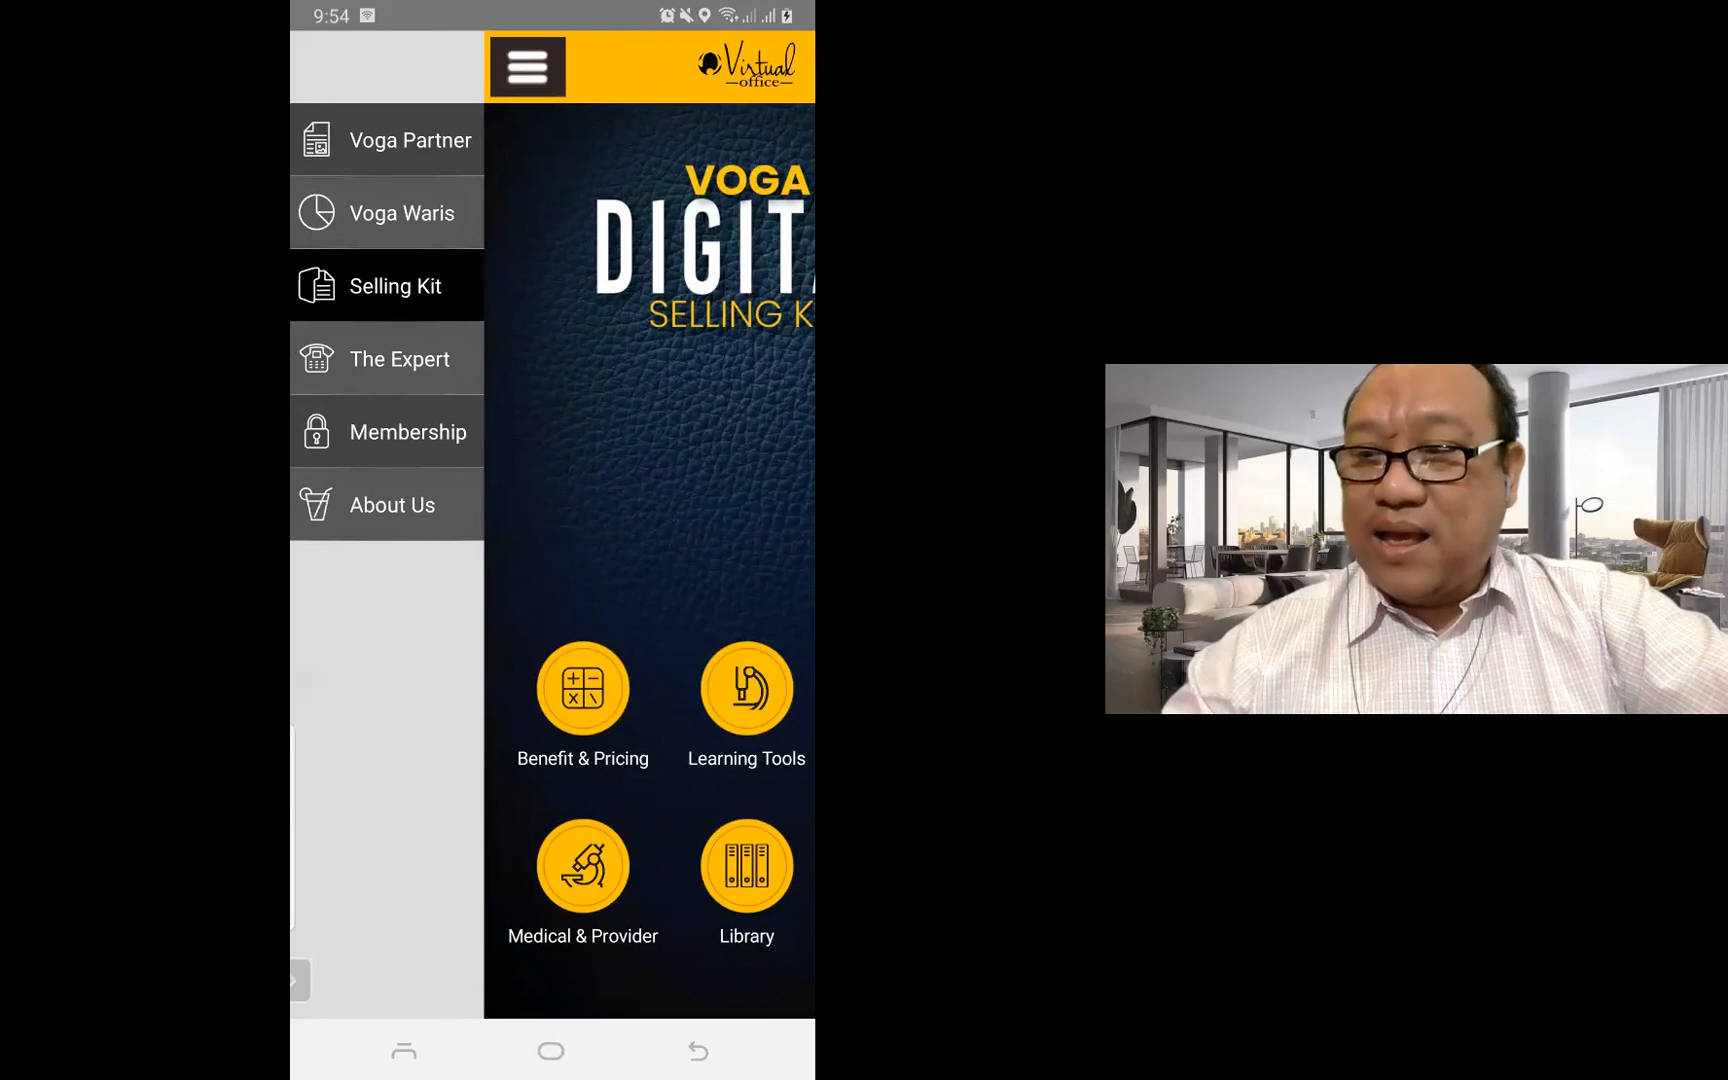 9:54
Virtual
office
Voga Partner
Voga Waris
Selling Kit
The Expert
Membership
About Us
VOGA
DIGITA
SELLING K
Benefit & Pricing
Learning Tools
Medical & Provider
Library